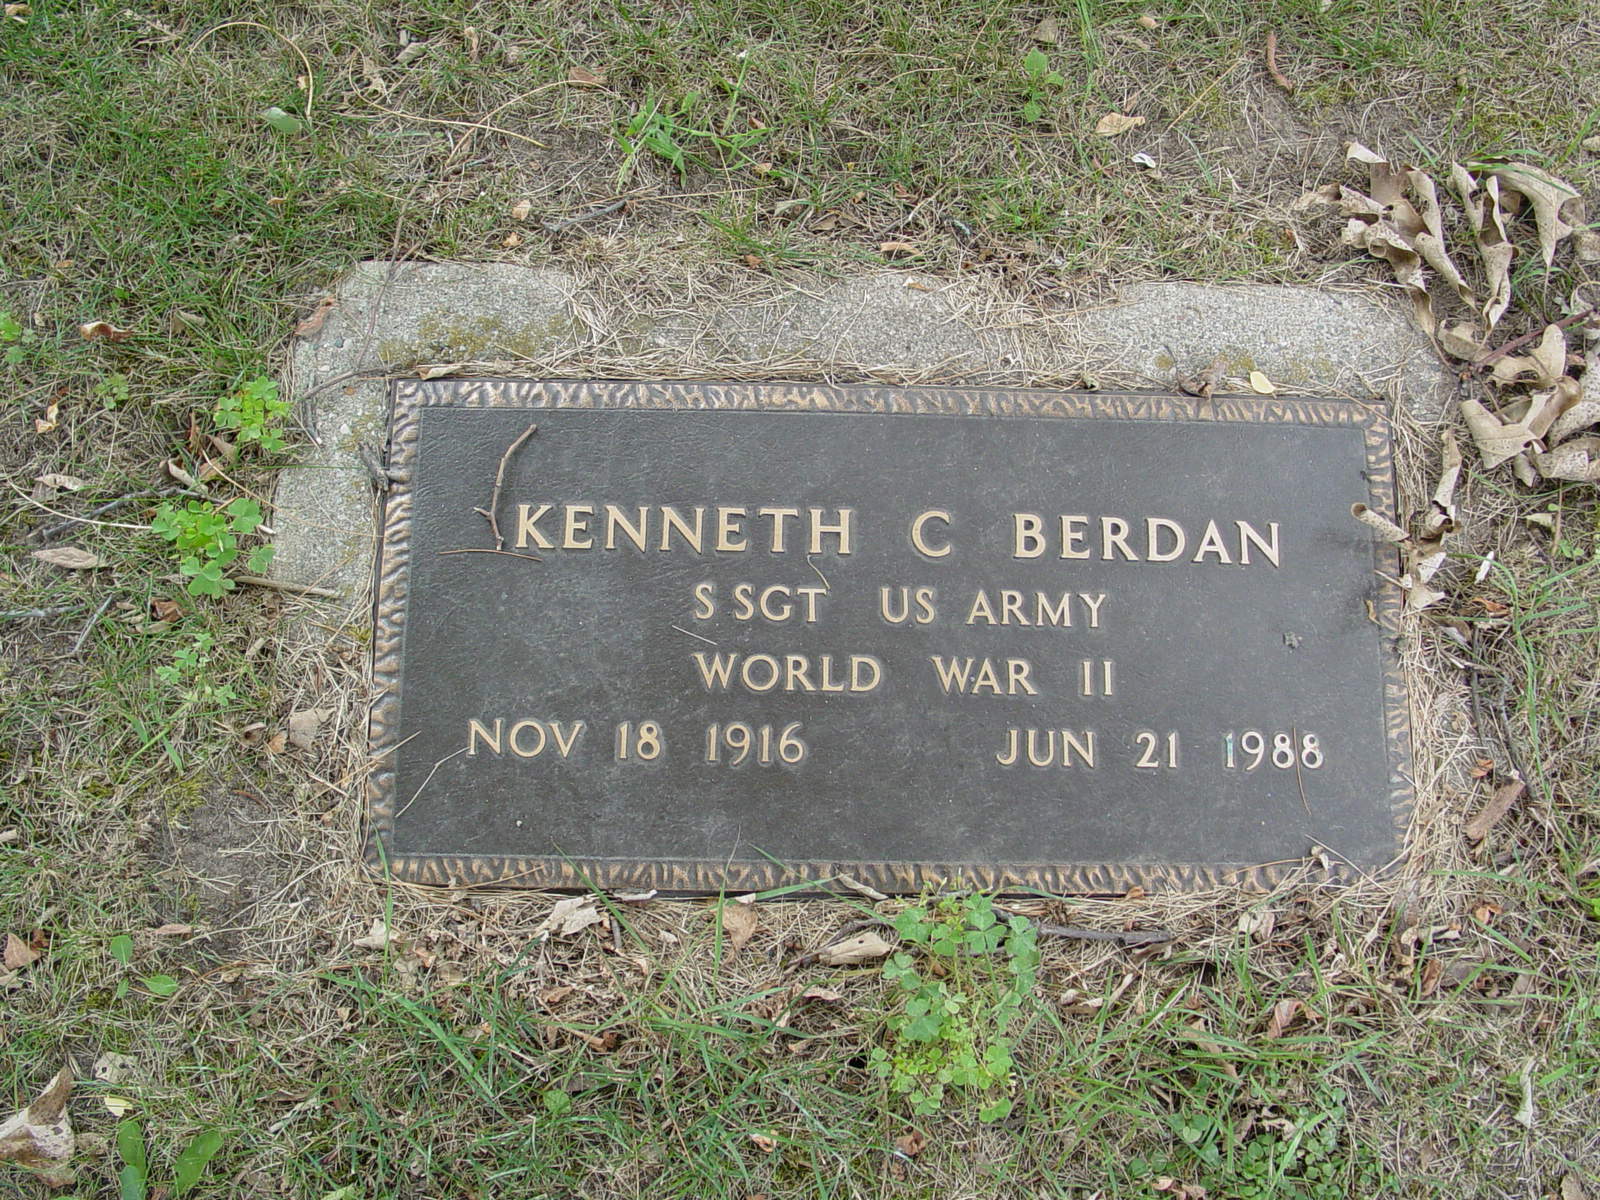 KENNETH C BERDAN
S SGT US ARMY
WORLD WAR II
NOV 18 1916 JUN 21 1988